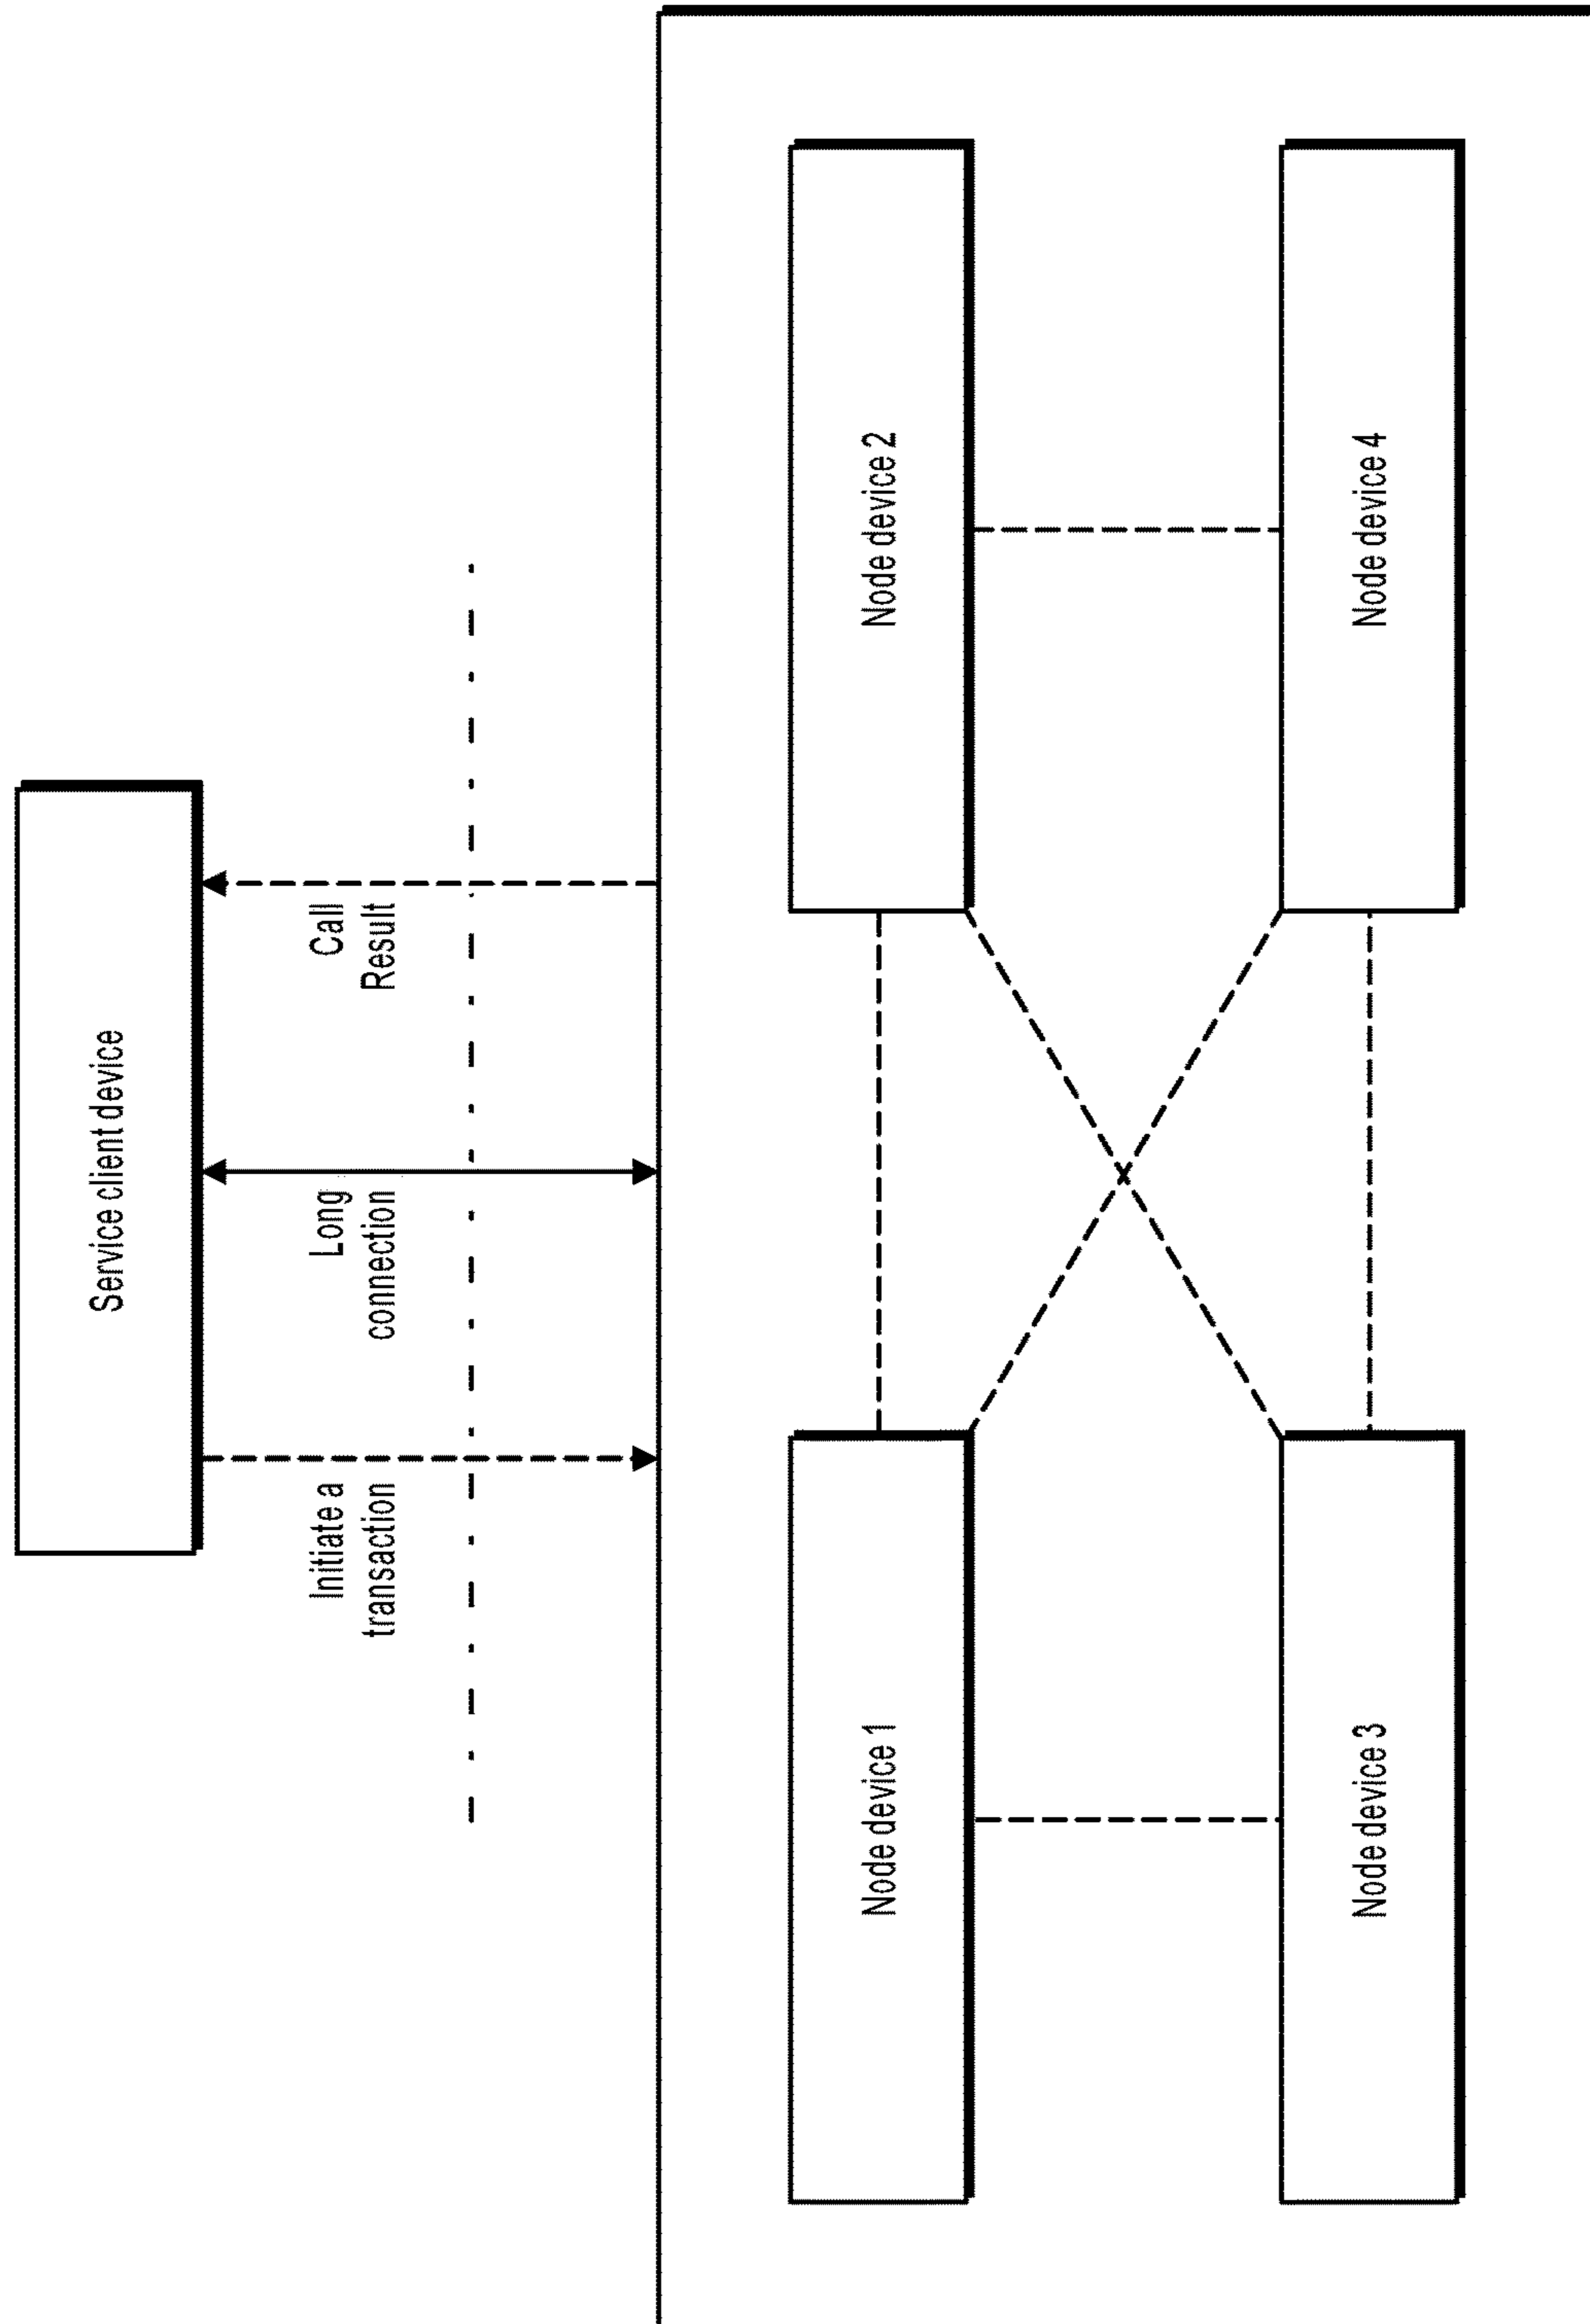 Service client device
Initiate a
transaction
Long
connection
Call
Result
Node device 1
Node device 2
Node device 3
Node device 4